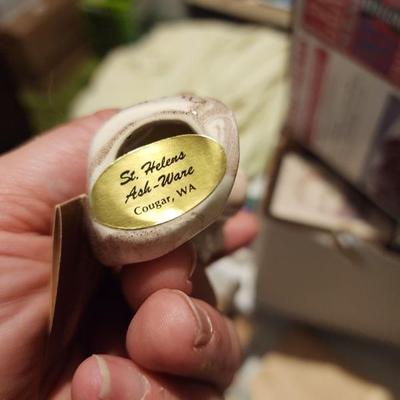 St. Helens
Ash-Ware
Cougar, WA